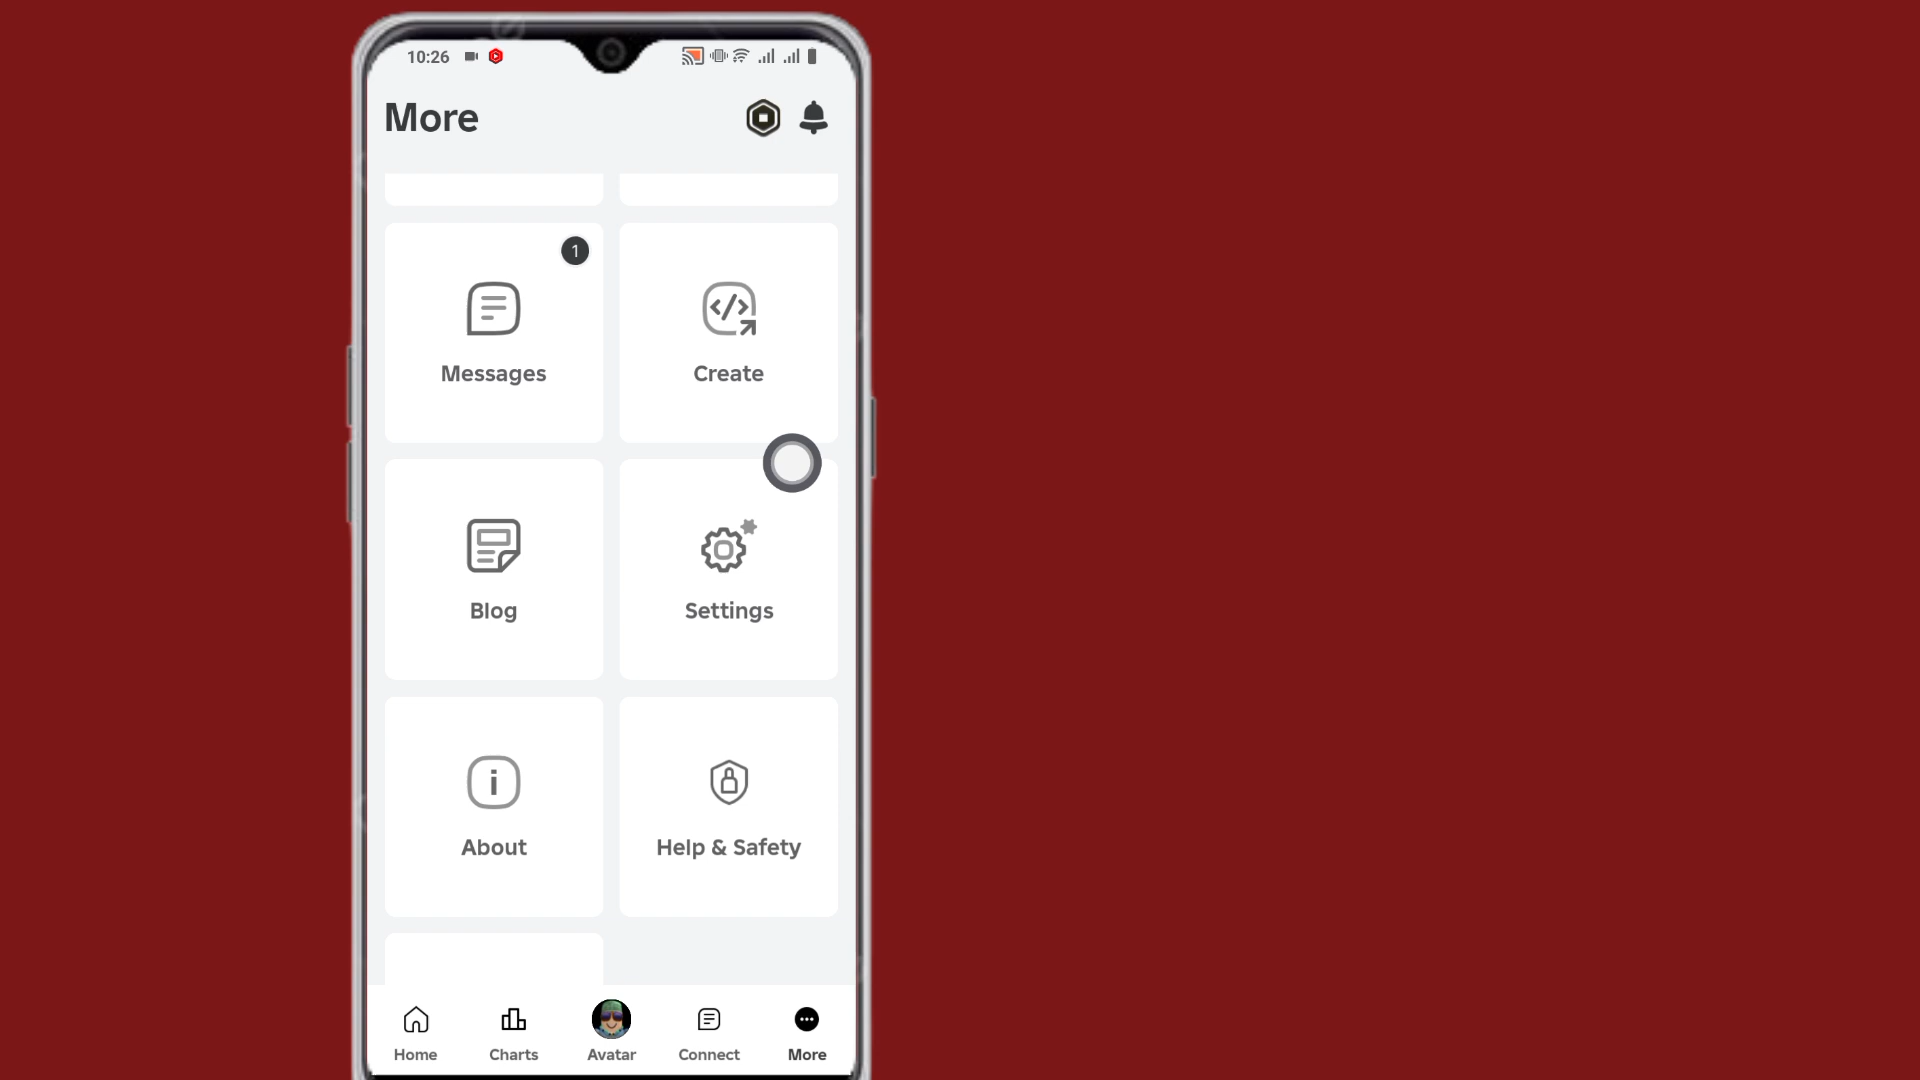 10:26
More
1
Messages
Create
Blog
Settings
i
About
Help & Safety
Home
Charts
Avatar
Connect
More